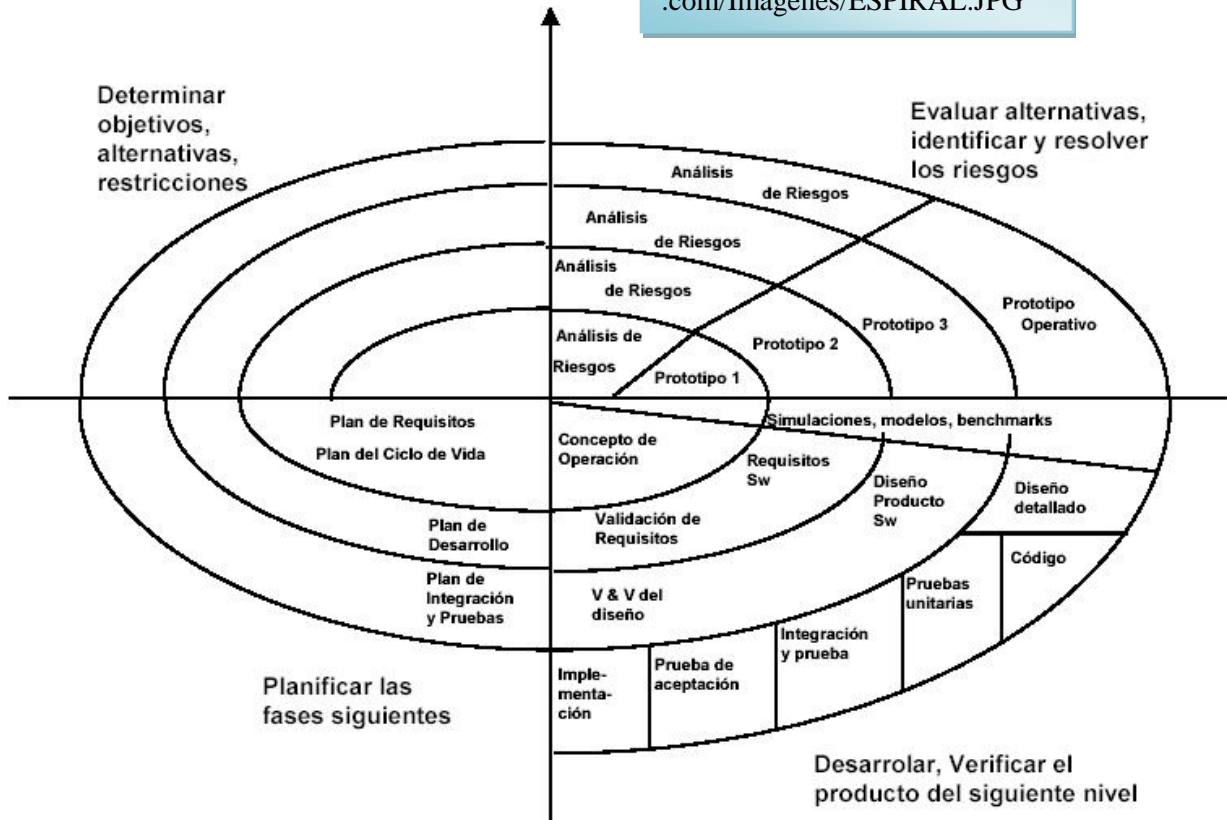 .com/Imagenes/ESPIRAL.JPG
Determinar
objetivos,
alternativas,
restricciones
Evaluar alternativas,
identificar y resolver
los riesgos
Análisis
de Riesgos
Análisis
de Riesgos
Análisis
de Riesgos
Análisis de
Riesgos
Prototipo 1
Prototipo 2
Prototipo 3
Prototipo
Operativo
Simulaciones, modelos, benchmarks
Plan de Requisitos
Plan del Ciclo de Vida
Concepto de
Operación
Requisitos
Sw
Diseño
Producto
Sw
Diseño
detallado
Plan de
Desarrollo
Validación de
Requisitos
Código
Plan de
Integración
y Pruebas
V & V del
diseño
Pruebas
unitarias
Integración
y prueba
Prueba de
aceptación
Imple-
menta-
ción
Planificar las
fases siguientes
Desarrolar, Verificar el
producto del siguiente nivel